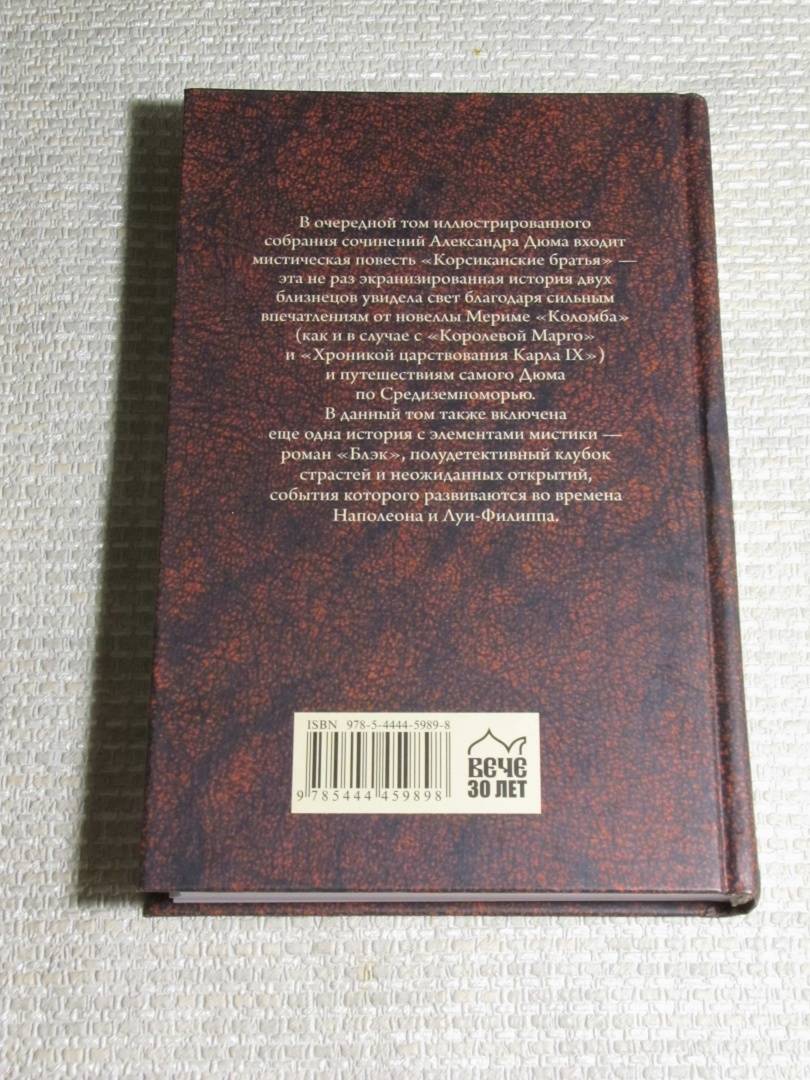 В очередной том иллюстрированного
собрания сочинений Александра Дюма входит
мистическая повесть «Корсиканские братья» —
эта не раз экранизированная история двух
близнецов увидела свет благодаря сильным
впечатлениям от новеллы Мериме «Коломба»
(как и в случае с «Королевой Марго»
и «Хроникой царствования Карла IX»)
и путешествиям самого Дюма
по Средиземноморью.
В данный том также включена
еще одна история с элементами мистики —
роман «Блэк», полудетективный клубок
страстей и неожиданных открытий,
события которого развиваются во времена
Наполеона и Луи-Филиппа.
ISBN 978-5-4444-5989-8
9 785444 459898
ВЕЧЕ
30 ЛЕТ